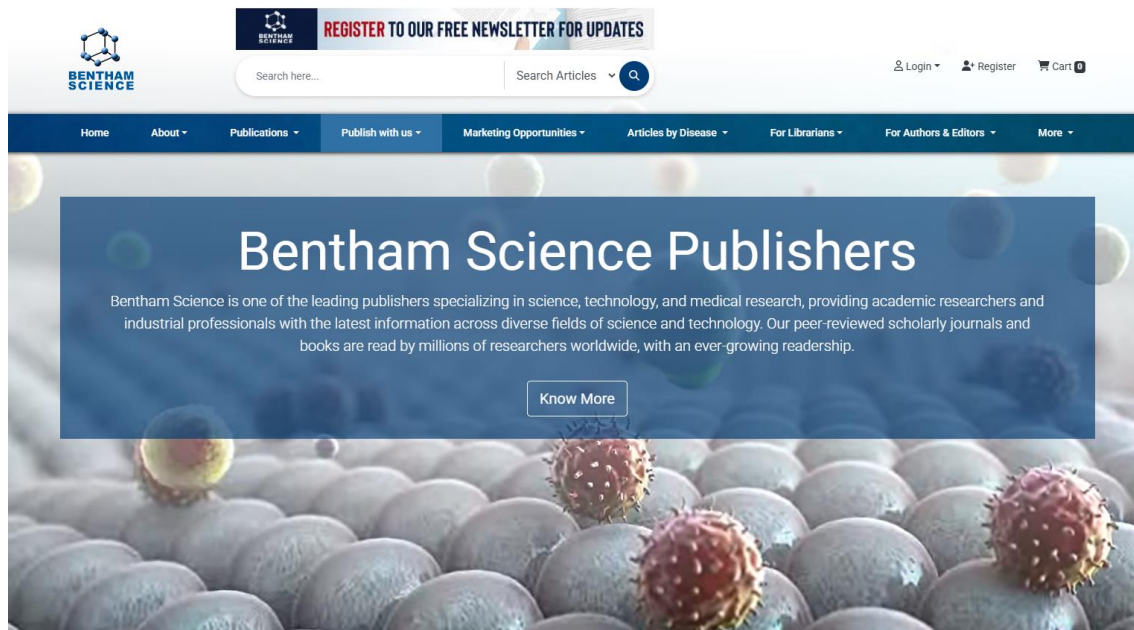 BENTHAM
SCIENCE
BENTHAM
SCIENCE
REGISTER TO OUR FREE NEWSLETTER FOR UPDATES
Search here...
Search Articles
Login
Register
Cart 0
Home About Publications Publish with us Marketing Opportunities Articles by Disease For Librarians For Authors & Editors More
Bentham Science Publishers
Bentham Science is one of the leading publishers specializing in science, technology, and medical research, providing academic researchers and
industrial professionals with the latest information across diverse fields of science and technology. Our peer-reviewed scholarly journals and
books are read by millions of researchers worldwide, with an ever-growing readership.
Know More